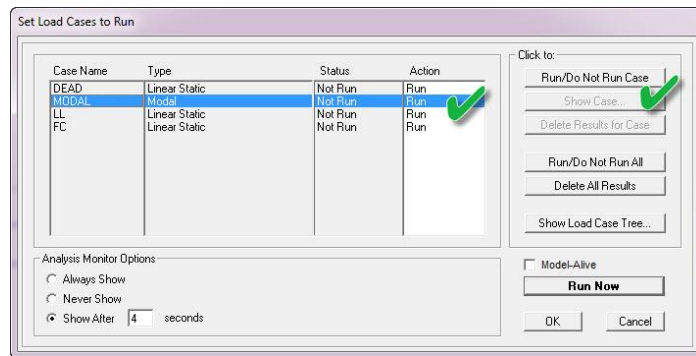 Set Load Cases to Run
Click to:
Case Name Type Status Action
DEAD Linear Static Not Run Run
MODAL Modal Not Run Run
LL Linear Static Not Run Run
FC Linear Static Not Run Run
Run/Do Not Run Case
Show Case...
Delete Results for Case
Run/Do Not Run All
Delete All Results
Show Load Case Tree...
Analysis Monitor Options
Always Show
Never Show
Show After 4 seconds
Model-Alive
Run Now
OK Cancel